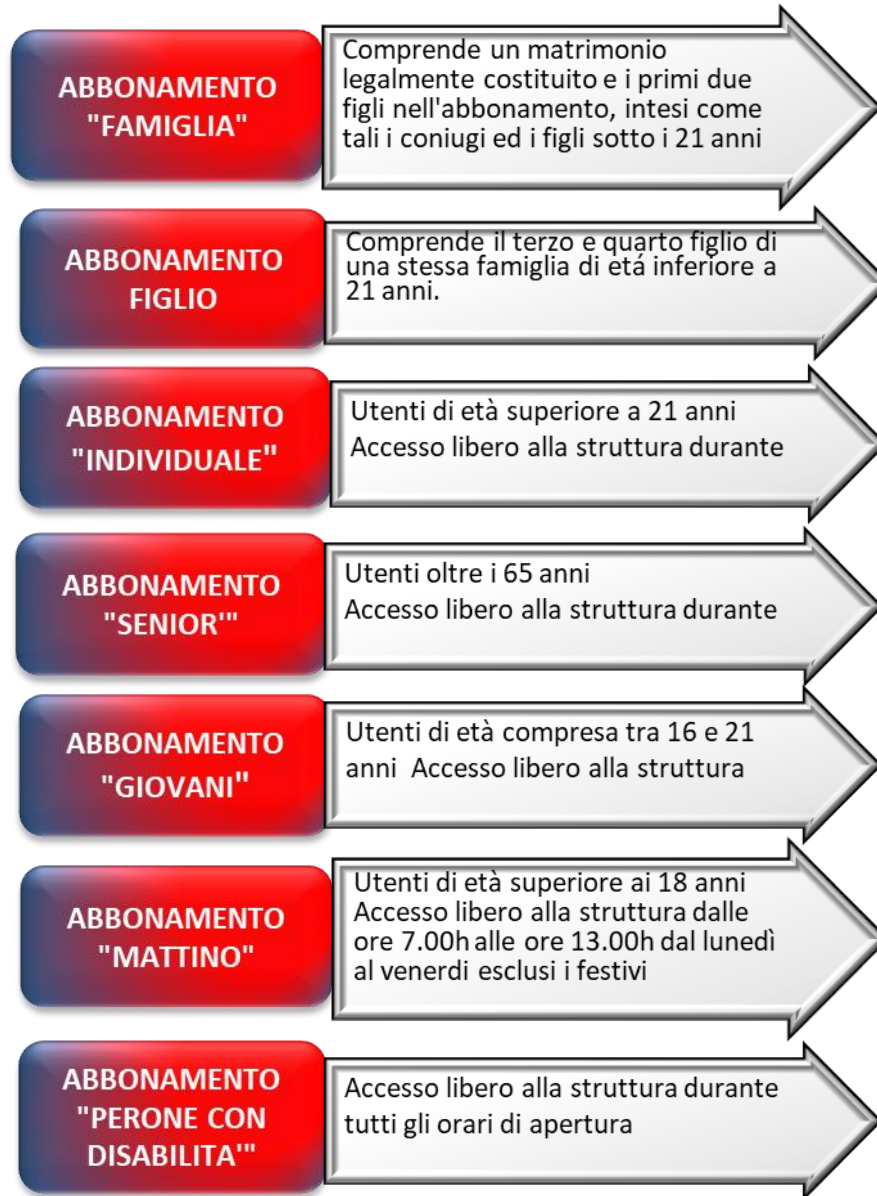 ABBONAMENTO
"FAMIGLIA"
Comprende un matrimonio
legalmente costituito e i primi due
figli nell'abbonamento, intesi come
tali i coniugi ed i figli sotto i 21 anni
ABBONAMENTO
FIGLIO
Comprende il terzo e quarto figlio di
una stessa famiglia di etá inferiore a
21 anni.
ABBONAMENTO
"INDIVIDUALE"
Utenti di età superiore a 21 anni
Accesso libero alla struttura durante
ABBONAMENTO
"SENIOR'"
Utenti oltre i 65 anni
Accesso libero alla struttura durante
ABBONAMENTO
"GIOVANI"
Utenti di età compresa tra 16 e 21
anni Accesso libero alla struttura
ABBONAMENTO
"MATTINO"
Utenti di età superiore ai 18 anni
Accesso libero alla struttura dalle
ore 7.00h alle ore 13.00h dal lunedì
al venerdi esclusi i festivi
ABBONAMENTO
"PERONE CON
DISABILITA'"
Accesso libero alla struttura durante
tutti gli orari di apertura